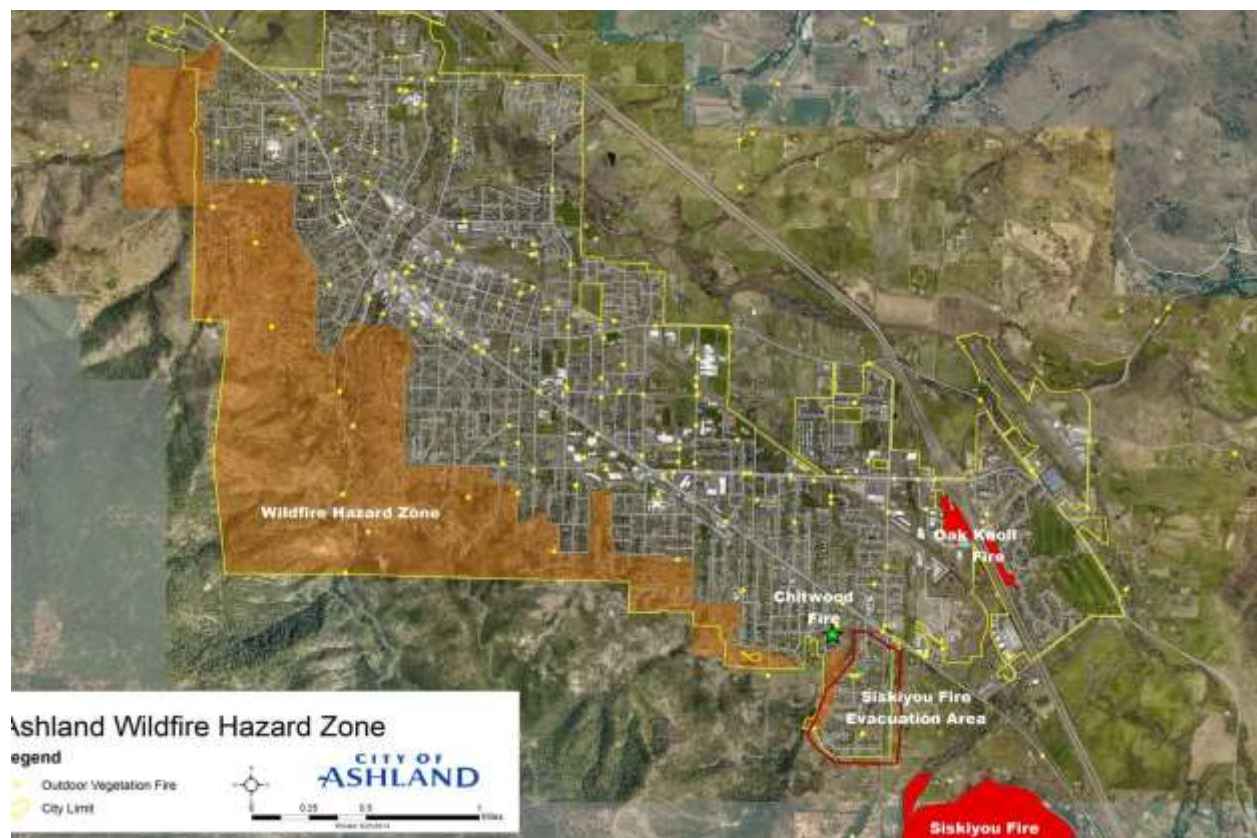 Wildfire Hazard Zone
Oak Knoll
Fire
Chitwood
Fire
Siskiyou Fire
Evacuation Area
Siskiyou Fire
Ashland Wildfire Hazard Zone
egend
Outdoor Vegetation Fire
City Limit
CITY OF
ASHLAND
0 0.25 0.5 1
Miles